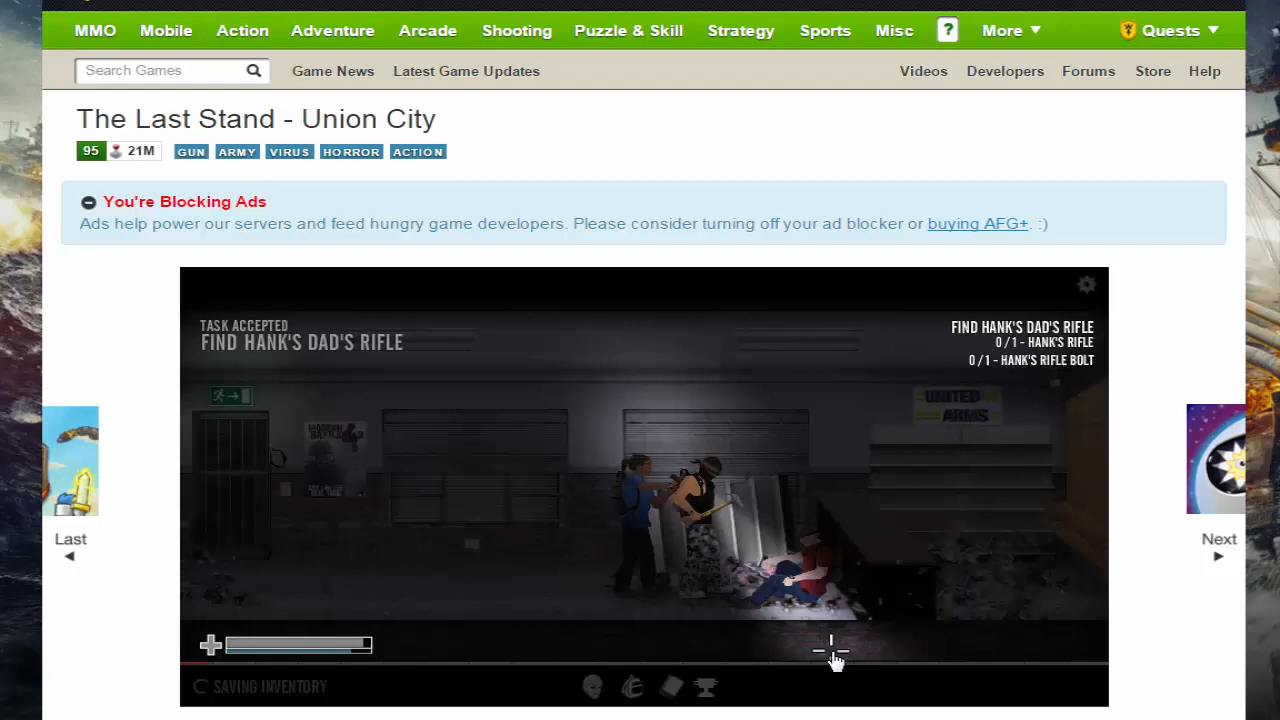 MMO Mobile Action Adventure Arcade Shooting Puzzle & Skill Strategy Sports Misc ? More Quests
Search Games Game News Latest Game Updates Videos Developers Forums Store Help
The Last Stand - Union City
95 21M GUN ARMY VIRUS HORROR ACTION
You're Blocking Ads
Ads help power our servers and feed hungry game developers. Please consider turning off your ad blocker or buying AFG+. :)
TASK ACCEPTED
FIND HANK'S DAD'S RIFLE
FIND HANK'S DAD'S RIFLE
0 / 1 - HANK'S RIFLE
0 / 1 - HANK'S RIFLE BOLT
UNITED
ARMS
Last
Next
SAVING INVENTORY